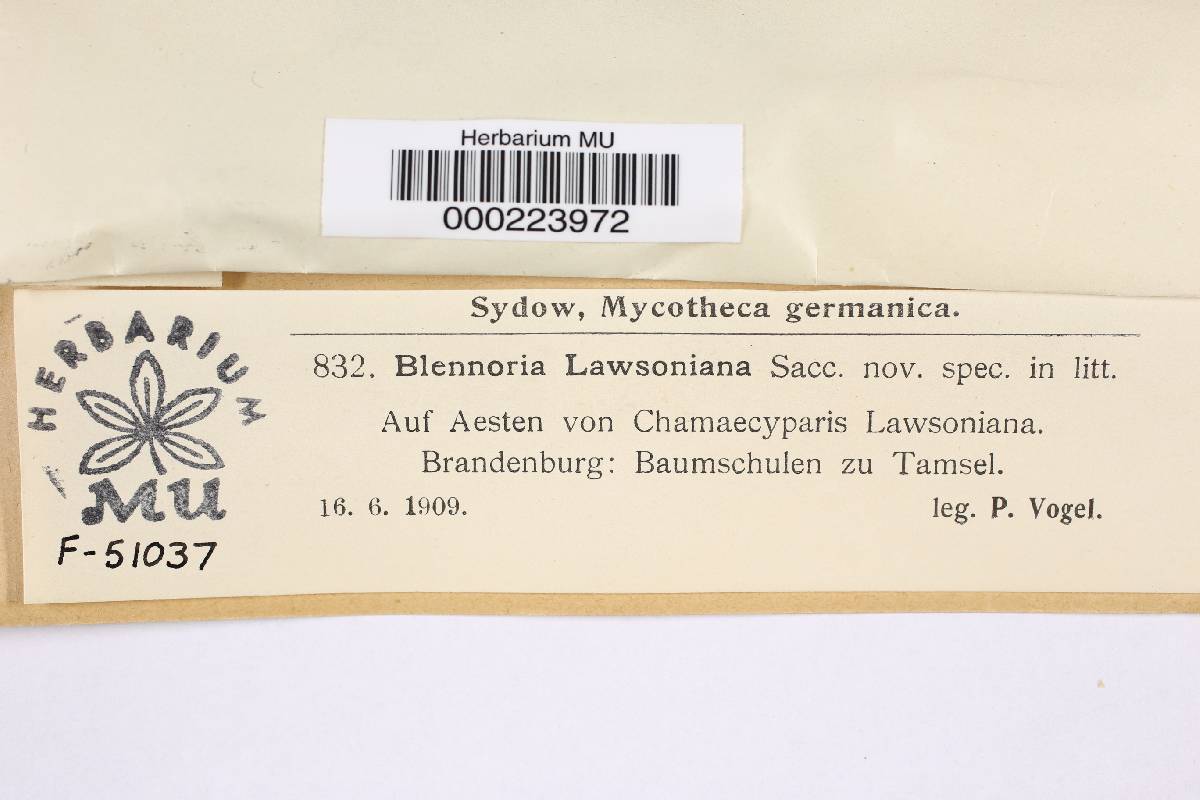 Herbarium MU
000223972
Sydow, Mycotheca germanica.
832. Blennoria Lawsoniana Sacc. nov. spec. in litt.
Auf Aesten von Chamaecyparis Lawsoniana.
Brandenburg: Baumschulen zu Tamsel.
16. 6. 1909. leg. P. Vogel.
HERBARIUM
MU
F-51037